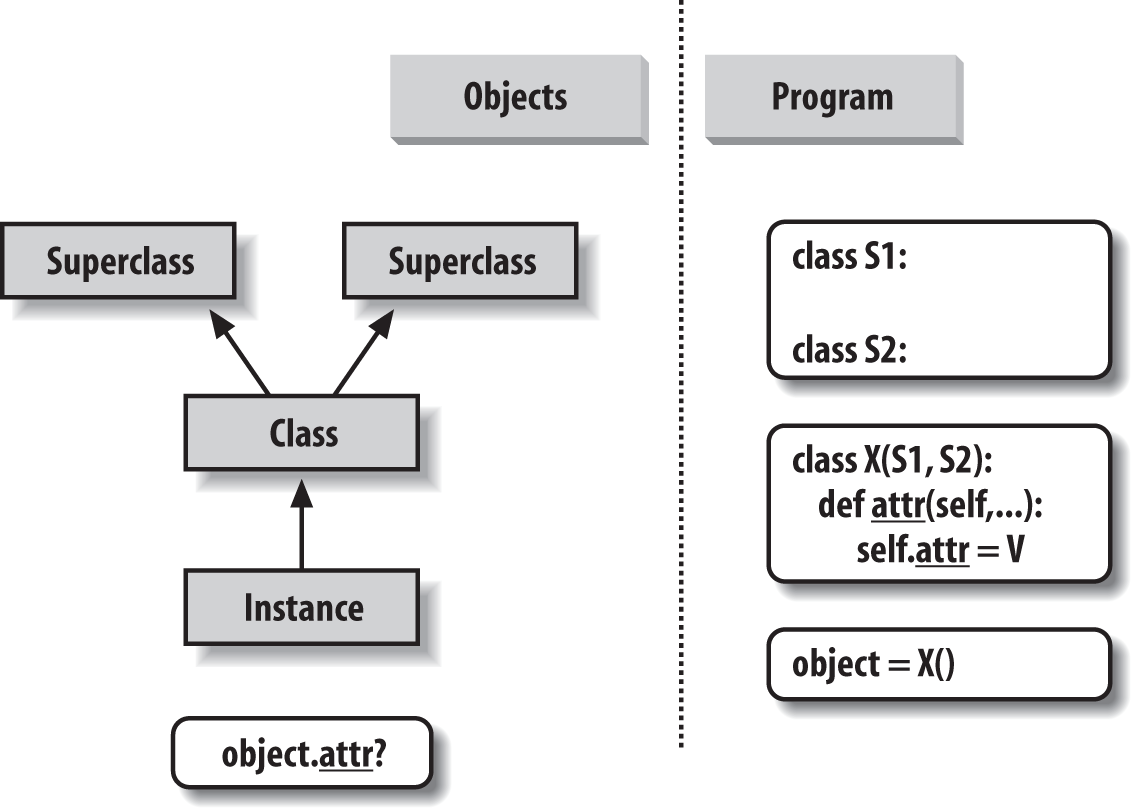 Objects
Program
Superclass
Superclass
Class
Instance
object.attr?
class S1:
class S2:
class X(S1, S2):
def attr(self,...):
self.attr = V
object = X()